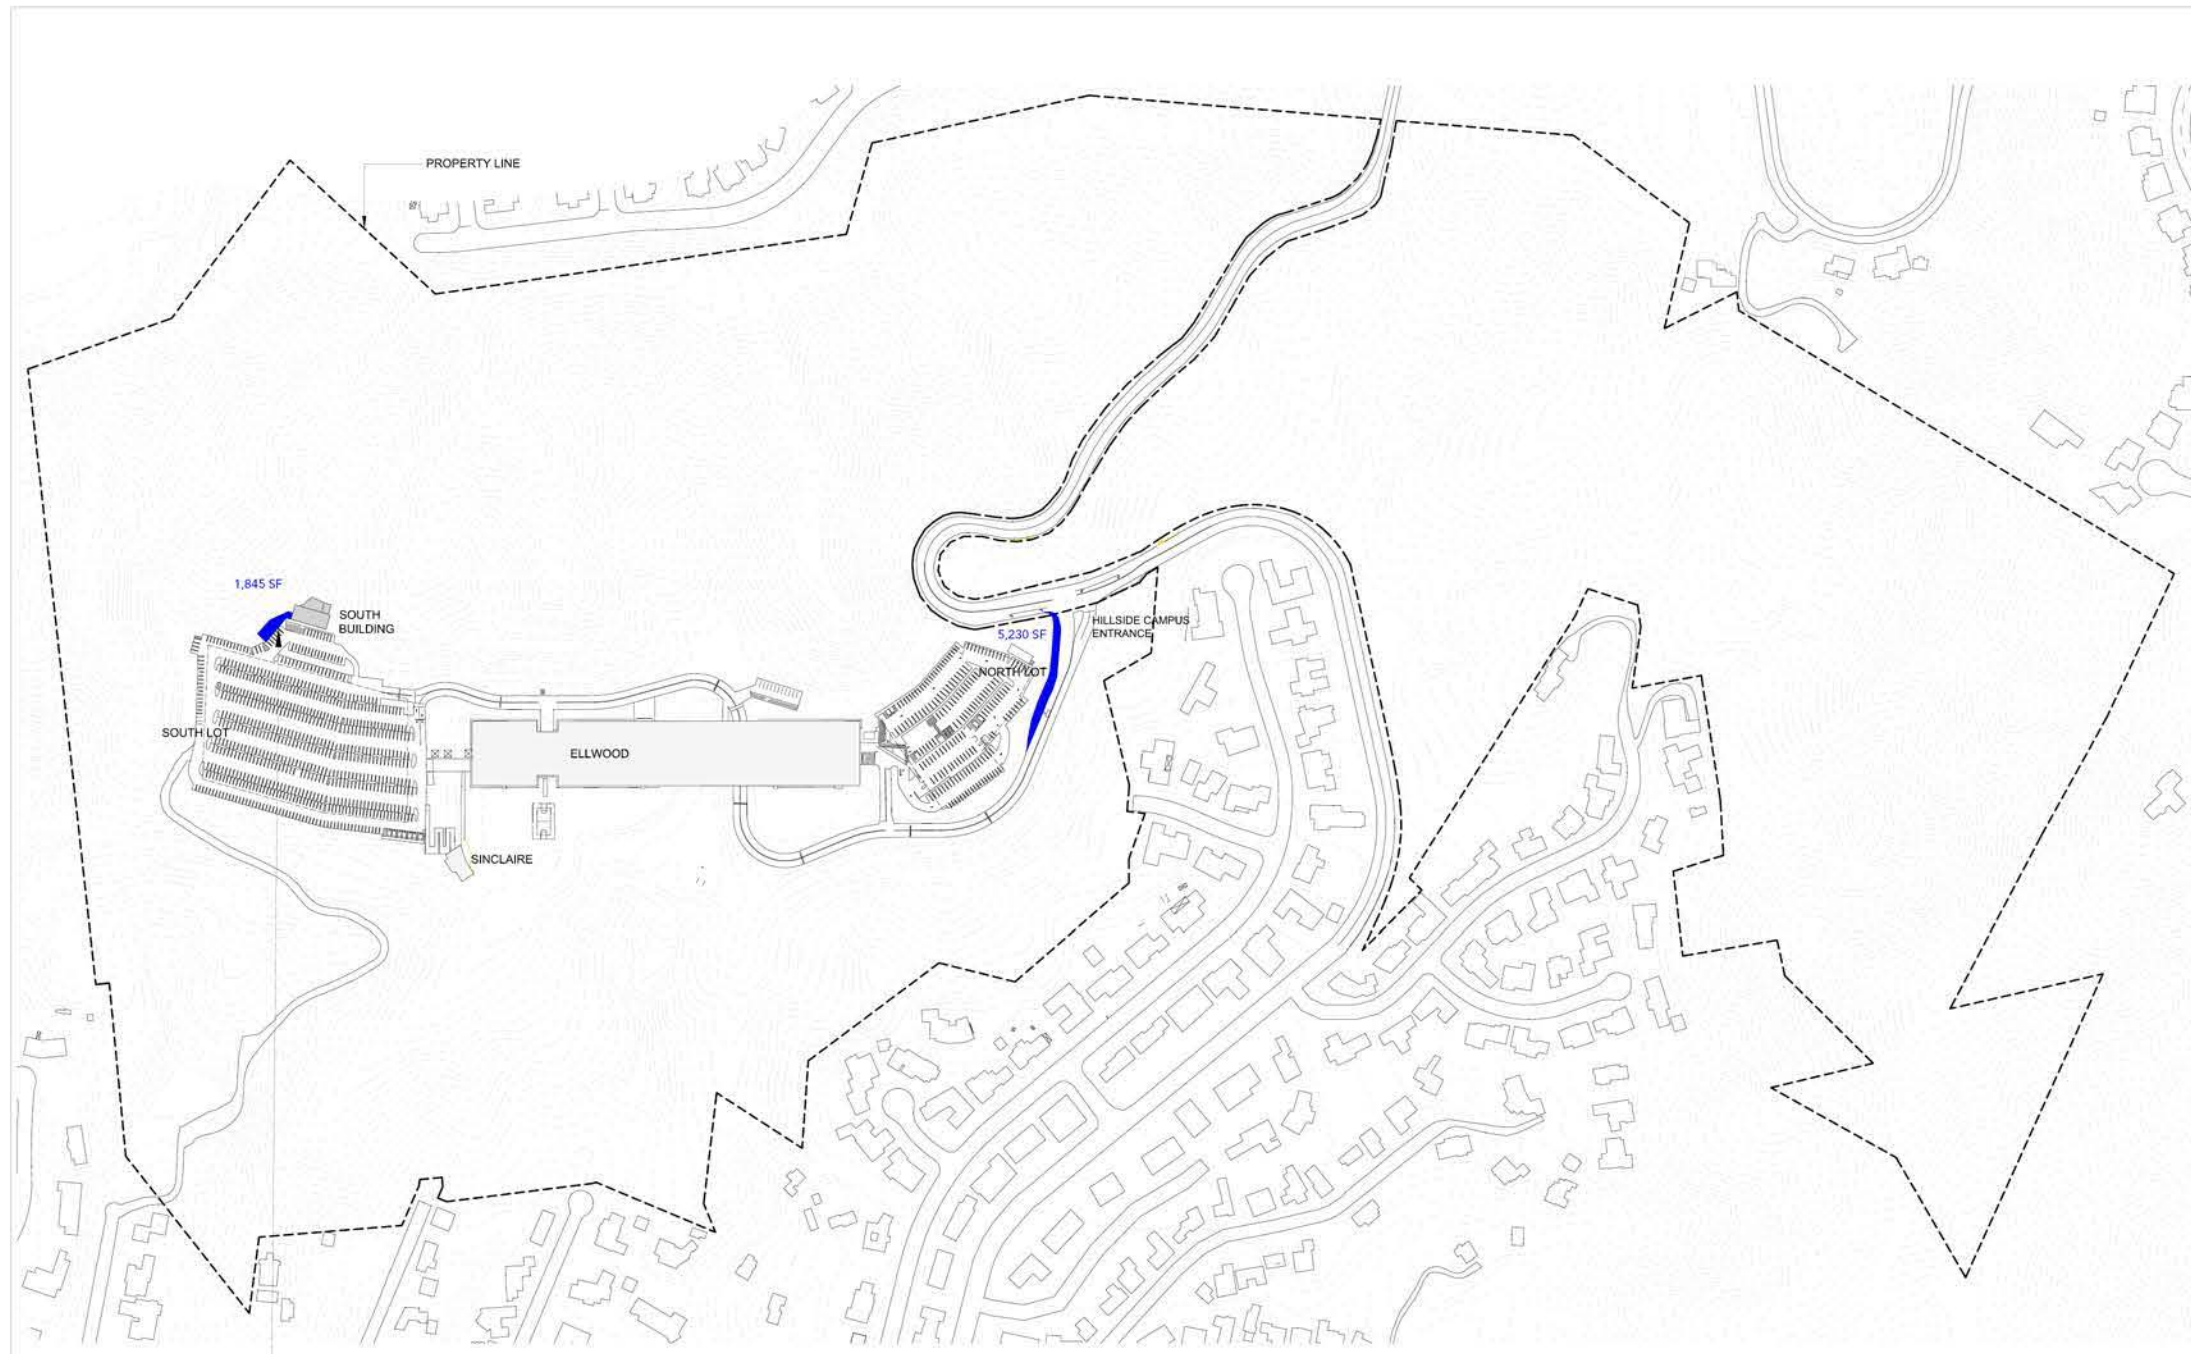 PROPERTY LINE
1,845 SF
SOUTH
BUILDING
5,230 SF
HILLSIDE CAMPUS
ENTRANCE
NORTH LOT
SOUTH LOT
ELLWOOD
SINCLAIRE